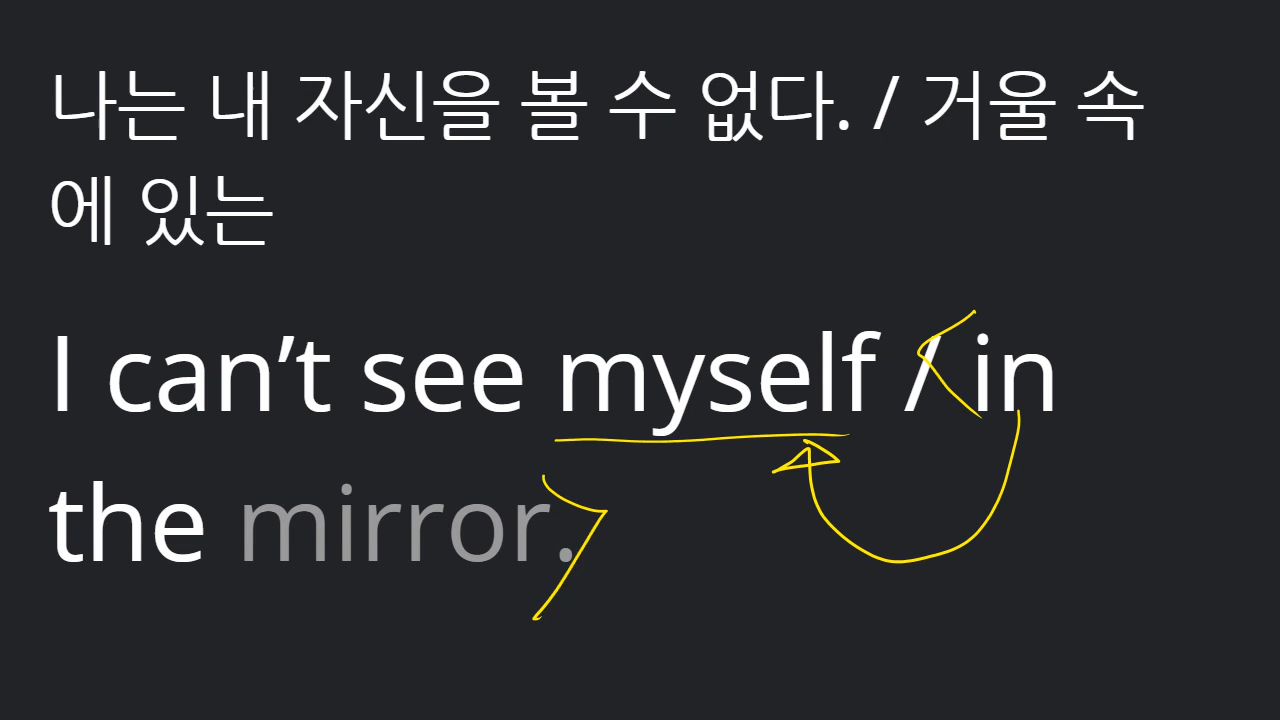 나는 내 자신을 볼 수 없다. / 거울 속
에 있는
I can’t see myself / in
the mirror.